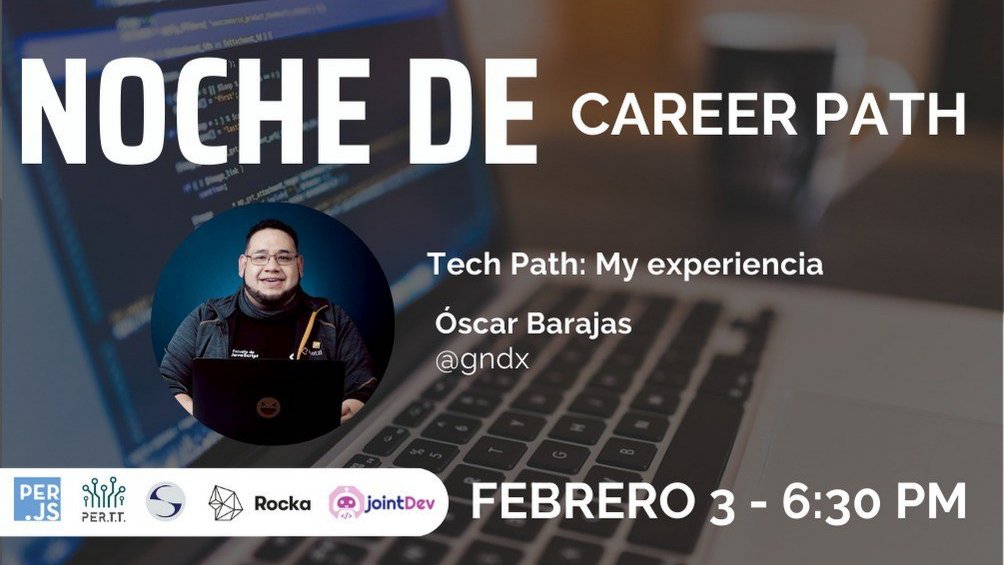 NOCHE DE CAREER PATH
Tech Path: My experiencia
Óscar Barajas
@gndx
PER
.JS
PER.T.T.
Rocka
jointDev
FEBRERO 3 - 6:30 PM